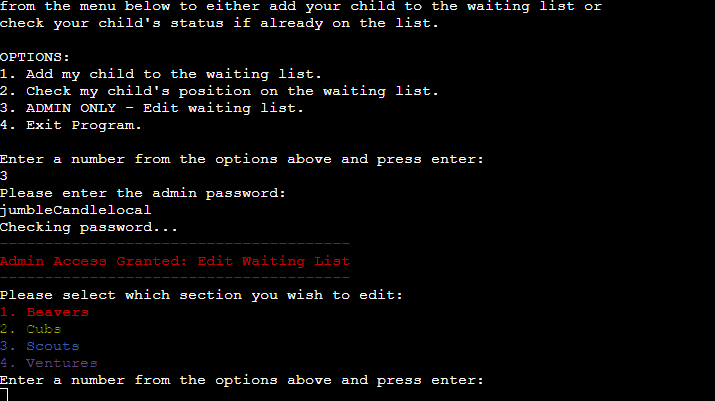 from the menu below to either add your child to the waiting list or
check your child's status if already on the list.
OPTIONS:
1. Add my child to the waiting list.
2. Check my child's position on the waiting list.
3. ADMIN ONLY - Edit waiting list.
4. Exit Program.
Enter a number from the options above and press enter:
3
Please enter the admin password:
jumbleCandlelocal
Checking password...
----------------------------------------
Admin Access Granted: Edit Waiting List
----------------------------------------
Please select which section you wish to edit:
1. Beavers
2. Cubs
3. Scouts
4. Ventures
Enter a number from the options above and press enter: